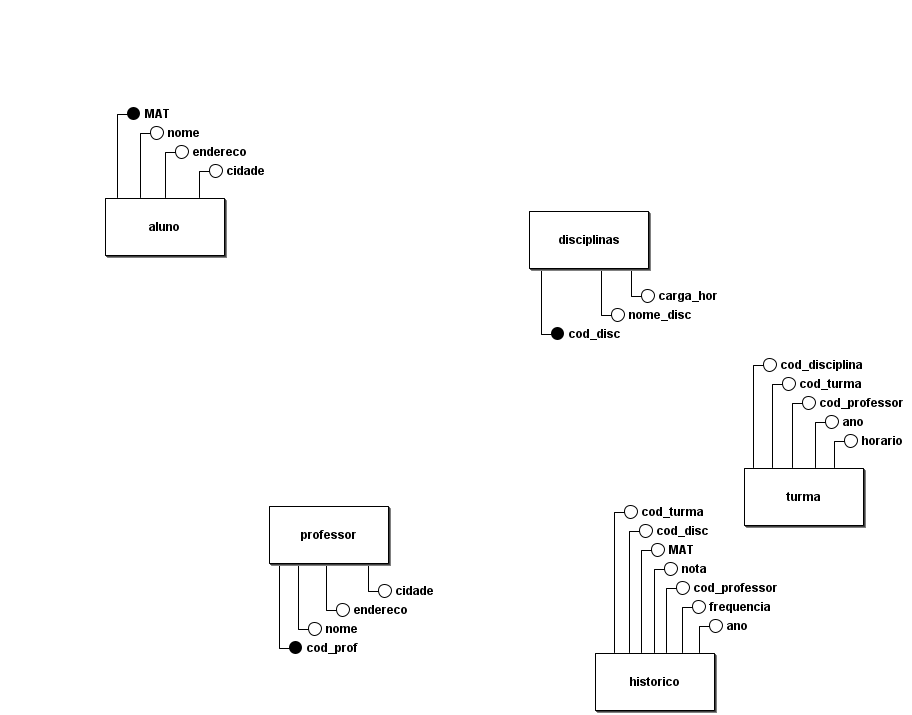 MAT
nome
endereco
cidade
aluno
disciplinas
carga_hor
nome_disc
cod_disc
cod_disciplina
cod_turma
cod_professor
ano
horario
turma
professor
cidade
endereco
nome
cod_prof
cod_turma
cod_disc
MAT
nota
cod_professor
frequencia
ano
historico